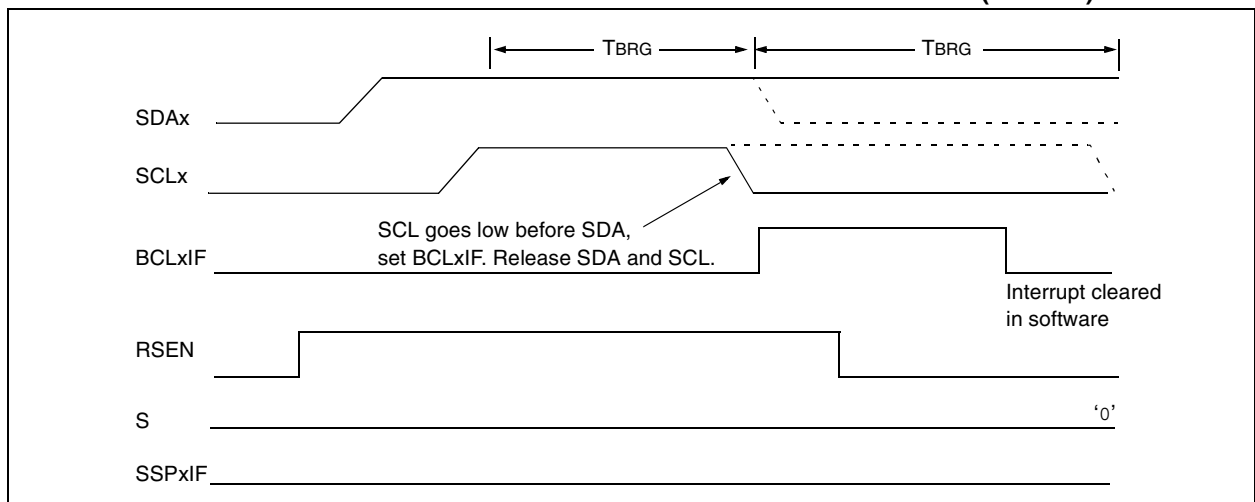 TBRG
TBRG
SDAx
SCLx
SCL goes low before SDA,
set BCLxIF. Release SDA and SCL.
BCLxIF
Interrupt cleared
in software
RSEN
S
‘0’
SSPxIF